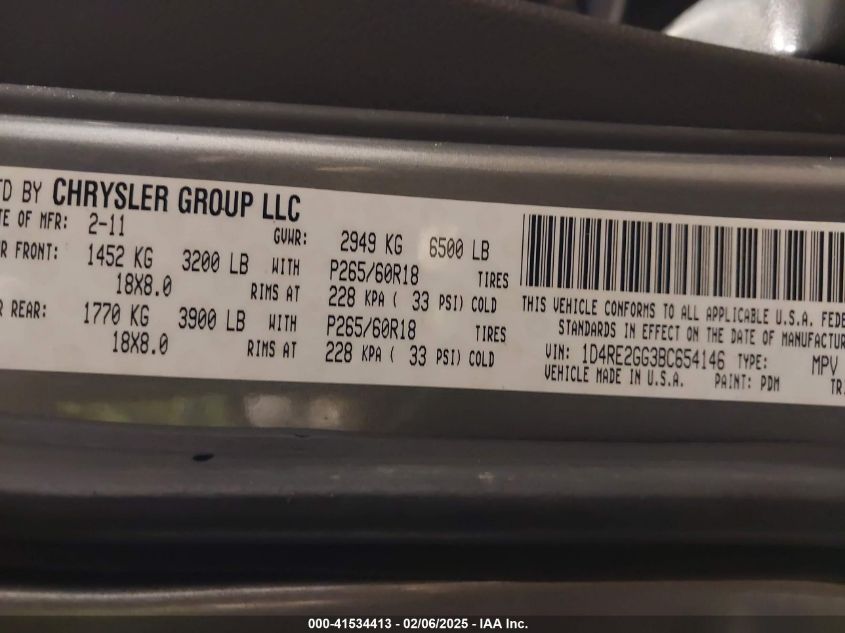 TD BY CHRYSLER GROUP LLC
TE OF MFR: 2-11 GVWR: 2949 KG 6500 LB
R FRONT: 1452 KG 3200 LB WITH P265/60R18 TIRES
18X8.0 RIMS AT 228 KPA ( 33 PSI) COLD
R REAR: 1770 KG 3900 LB WITH P265/60R18 TIRES
18X8.0 RIMS AT 228 KPA ( 33 PSI) COLD
THIS VEHICLE CONFORMS TO ALL APPLICABLE U.S.A. FEDE
STANDARDS IN EFFECT ON THE DATE OF MANUFACTUR
VIN: 1D4RE2GG3BC654146 TYPE: MPV
VEHICLE MADE IN U.S.A. PAINT: PDM TR
000-41534413 - 02/06/2025 - IAA Inc.